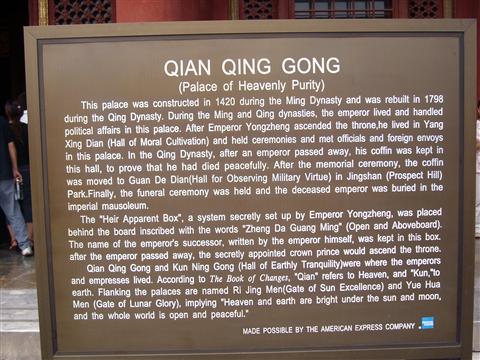 QIAN QING GONG
(Palace of Heavenly Purity)
This palace was constructed in 1420 during the Ming Dynasty and was rebuilt in 1798
during the Qing Dynasty. During the Ming and Qing dynasties, the emperor lived and handled
political affairs in this palace. After Emperor Yongzheng ascended the throne,he lived in Yang
Xing Dian (Hall of Moral Cultivation) and held ceremonies and met officials and foreign envoys
in this palace. In the Qing Dynasty, after an emperor passed away, his coffin was kept in
this hall, to prove that he had died peacefully. After the memorial ceremony, the coffin
was moved to Guan De Dian(Hall for Observing Military Virtue) in Jingshan (Prospect Hill)
Park.Finally, the funeral ceremony was held and the deceased emperor was buried in the
imperial mausoleum.
The "Heir Apparent Box", a system secretly set up by Emperor Yongzheng, was placed
behind the board inscribed with the words "Zheng Da Guang Ming" (Open and Aboveboard).
The name of the emperor's successor, written by the emperor himself, was kept in this box.
after the emperor passed away, the secretly appointed crown prince would ascend the throne.
Qian Qing Gong and Kun Ning Gong (Hall of Earthly Tranquility)were where the emperors
and empresses lived. According to The Book of Changes, "Qian" refers to Heaven, and "Kun,"to
earth. Flanking the palaces are named Ri Jing Men(Gate of Sun Excellence) and Yue Hua
Men (Gate of Lunar Glory), implying "Heaven and earth are bright under the sun and moon,
and the whole world is open and peaceful."
MADE POSSIBLE BY THE AMERICAN EXPRESS COMPANY